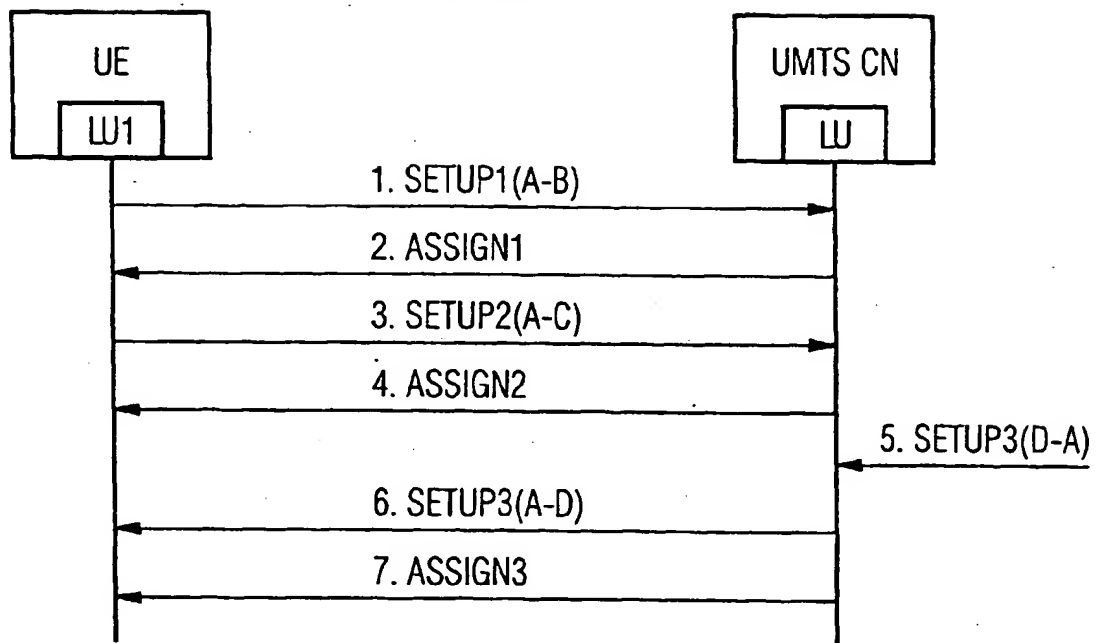 UE
UMTS CN
LU1
LU
1. SETUP1(A-B)
2. ASSIGN1
3. SETUP2(A-C)
4. ASSIGN2
5. SETUP3(D-A)
6. SETUP3(A-D)
7. ASSIGN3